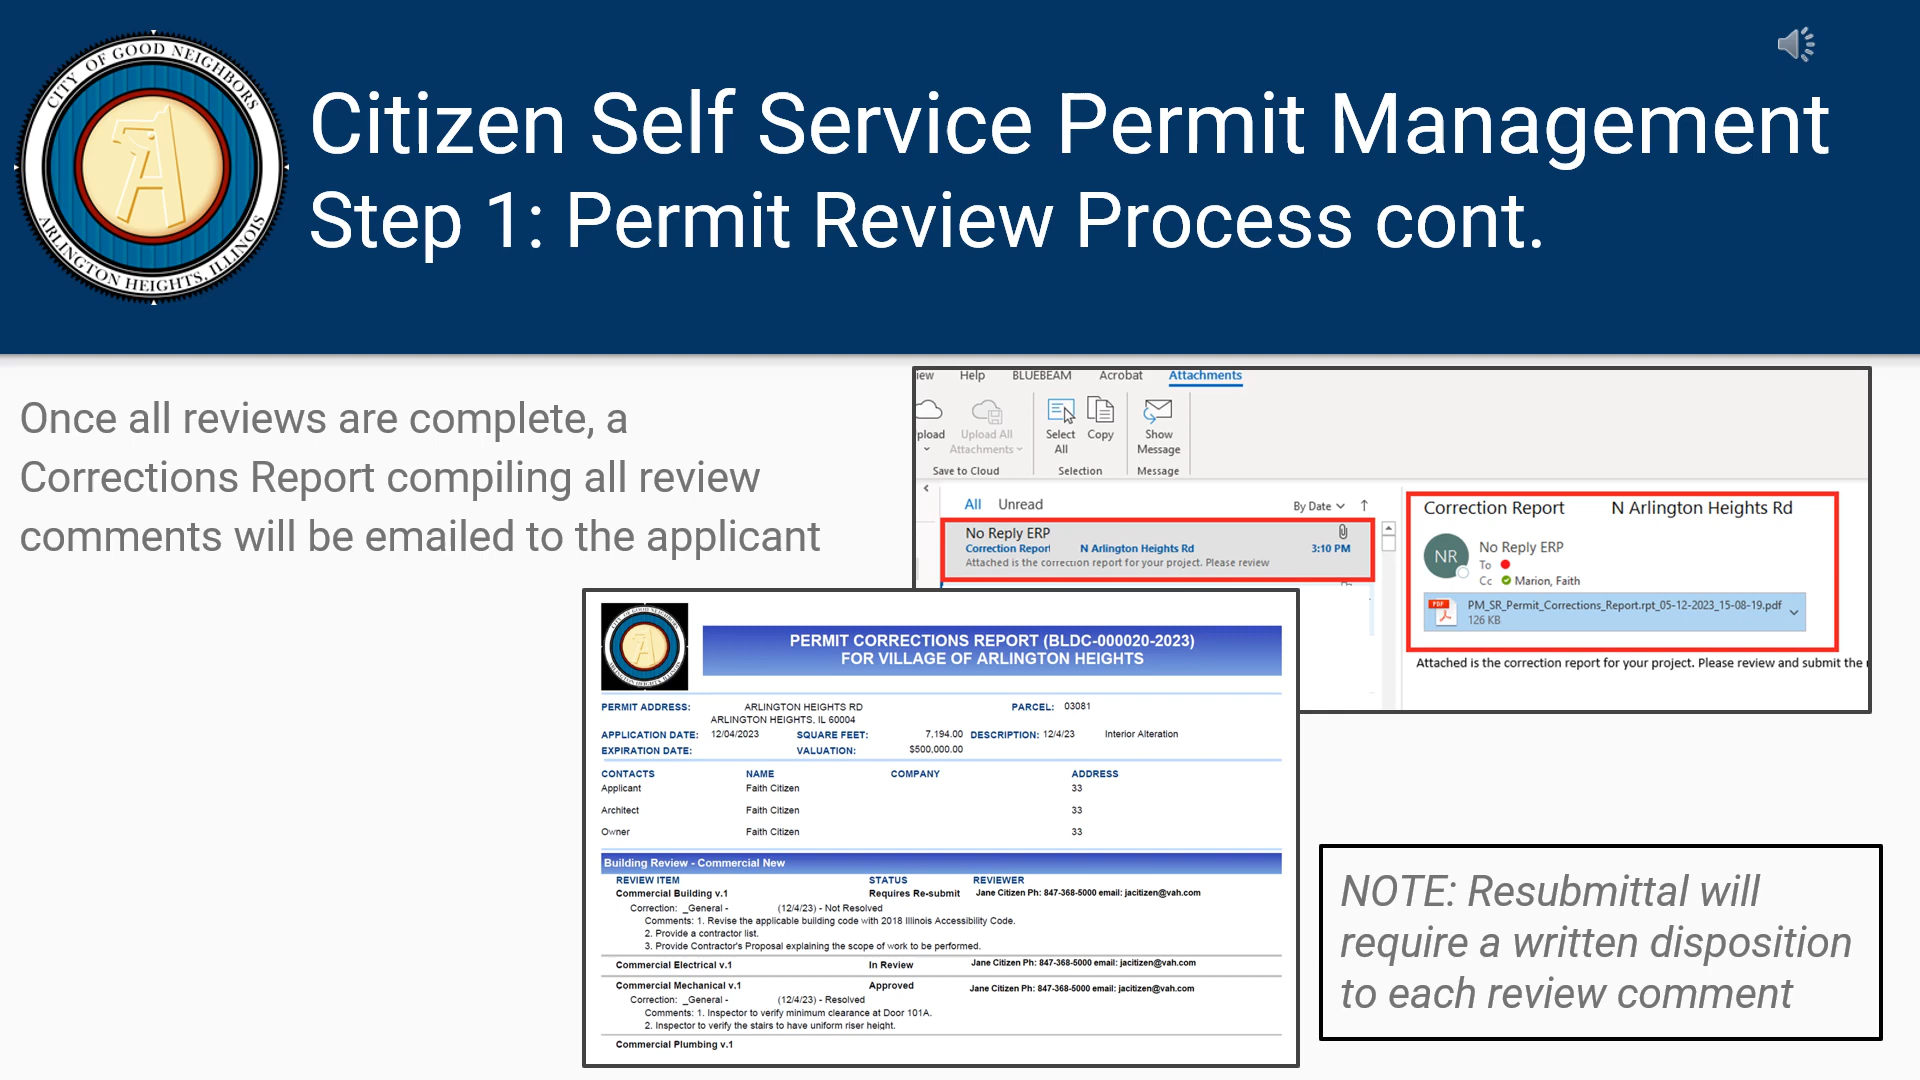 CITY OF GOOD NEIGHBORS
ARLINGTON HEIGHTS, ILLINOIS
Citizen Self Service Permit Management
Step 1: Permit Review Process cont.
Once all reviews are complete, a
Corrections Report compiling all review
comments will be emailed to the applicant
iew Help BLUEBEAM Acrobat Attachments
pload Upload All Attachments Select All Copy Show Message
Save to Cloud Selection Message
All Unread By Date
No Reply ERP
Correction Report N Arlington Heights Rd 3:10 PM
Attached is the correction report for your project. Please review
Correction Report N Arlington Heights Rd
NR
No Reply ERP
To
Cc Marion, Faith
PDF
PM_SR_Permit_Corrections_Report.rpt_05-12-2023_15-08-19.pdf
126 KB
Attached is the correction report for your project. Please review and submit the
PERMIT CORRECTIONS REPORT (BLDC-000020-2023)
FOR VILLAGE OF ARLINGTON HEIGHTS
PERMIT ADDRESS: ARLINGTON HEIGHTS RD PARCEL: 03081
ARLINGTON HEIGHTS, IL 60004
APPLICATION DATE: 12/04/2023 SQUARE FEET: 7,194.00 DESCRIPTION: 12/4/23 Interior Alteration
EXPIRATION DATE: VALUATION: $500,000.00
CONTACTS NAME COMPANY ADDRESS
Applicant Faith Citizen 33
Architect Faith Citizen 33
Owner Faith Citizen 33
Building Review - Commercial New
REVIEW ITEM STATUS REVIEWER
Commercial Building v.1 Requires Re-submit Jane Citizen Ph: 847-368-5000 email: jacitizen@vah.com
Correction: _General - (12/4/23) - Not Resolved
Comments: 1. Revise the applicable building code with 2018 Illinois Accessibility Code.
2. Provide a contractor list.
3. Provide Contractor's Proposal explaining the scope of work to be performed.
Commercial Electrical v.1 In Review Jane Citizen Ph: 847-368-5000 email: jacitizen@vah.com
Commercial Mechanical v.1 Approved Jane Citizen Ph: 847-368-5000 email: jacitizen@vah.com
Correction: _General - (12/4/23) - Resolved
Comments: 1. Inspector to verify minimum clearance at Door 101A.
2. Inspector to verify the stairs to have uniform riser height.
Commercial Plumbing v.1
NOTE: Resubmittal will
require a written disposition
to each review comment